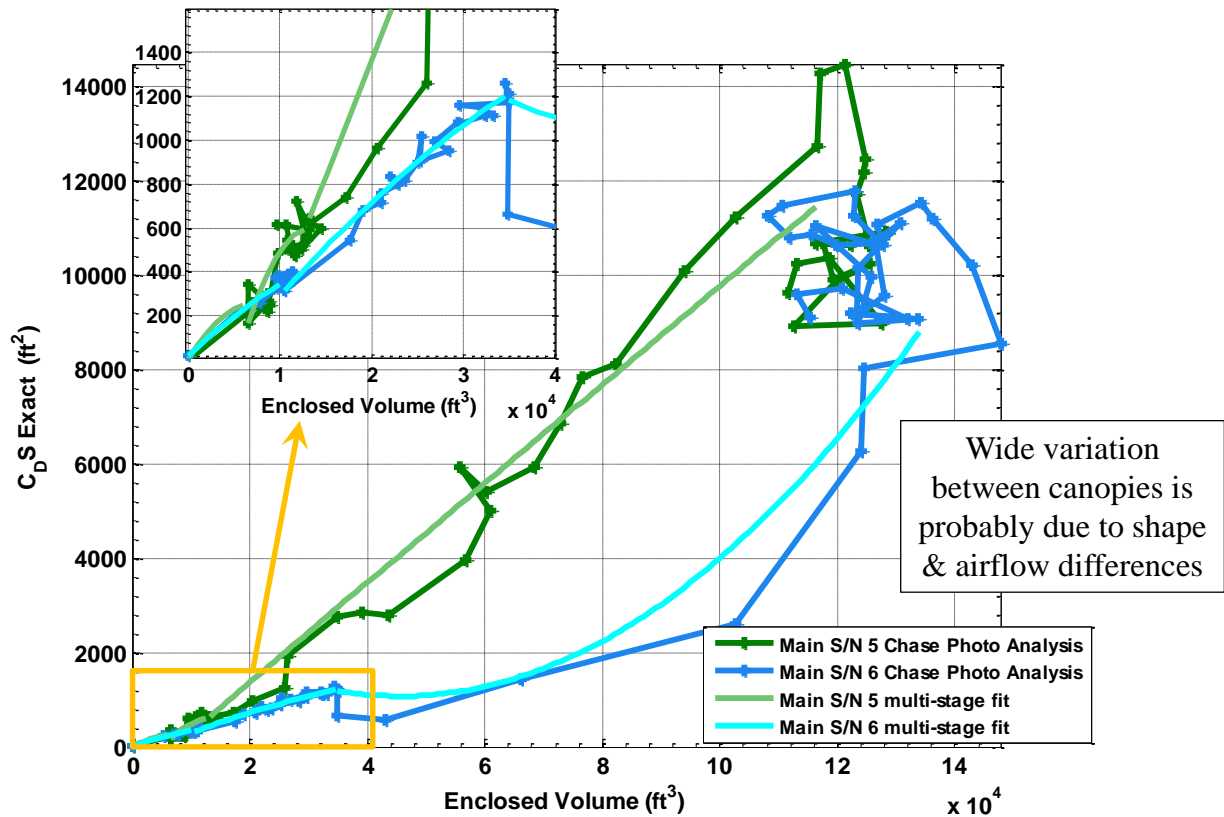 1400
1200
1000
800
600
400
200
0
1
2
3
4
Enclosed Volume (ft³)
x 10⁴
14000
12000
10000
8000
6000
4000
2000
0
C_D S Exact (ft²)
Wide variation
between canopies is
probably due to shape
& airflow differences
Main S/N 5 Chase Photo Analysis
Main S/N 6 Chase Photo Analysis
Main S/N 5 multi-stage fit
Main S/N 6 multi-stage fit
0
2
4
6
8
10
12
14
Enclosed Volume (ft³)
x 10⁴